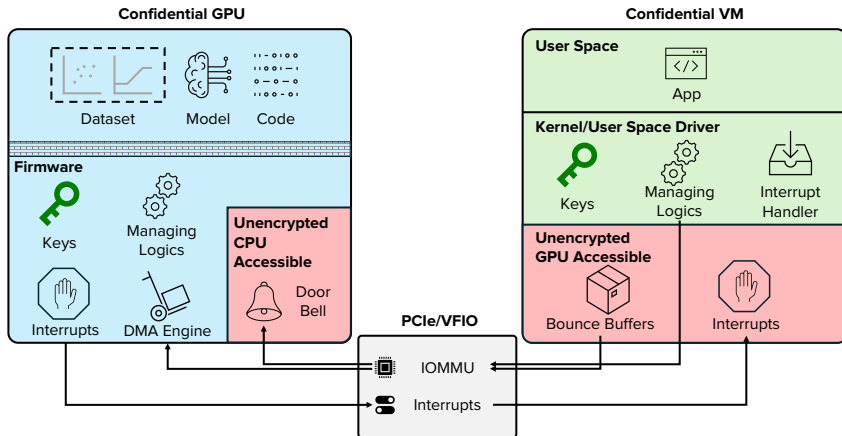 Confidential GPU
Dataset
Model
Code
Firmware
Keys
Managing
Logics
Unencrypted
CPU
Accessible
Interrupts
DMA Engine
Door
Bell
PCIe/VFIO
IOMMU
Interrupts
Confidential VM
User Space
App
Kernel/User Space Driver
Keys
Managing
Logics
Interrupt
Handler
Unencrypted
GPU Accessible
Bounce Buffers
Interrupts